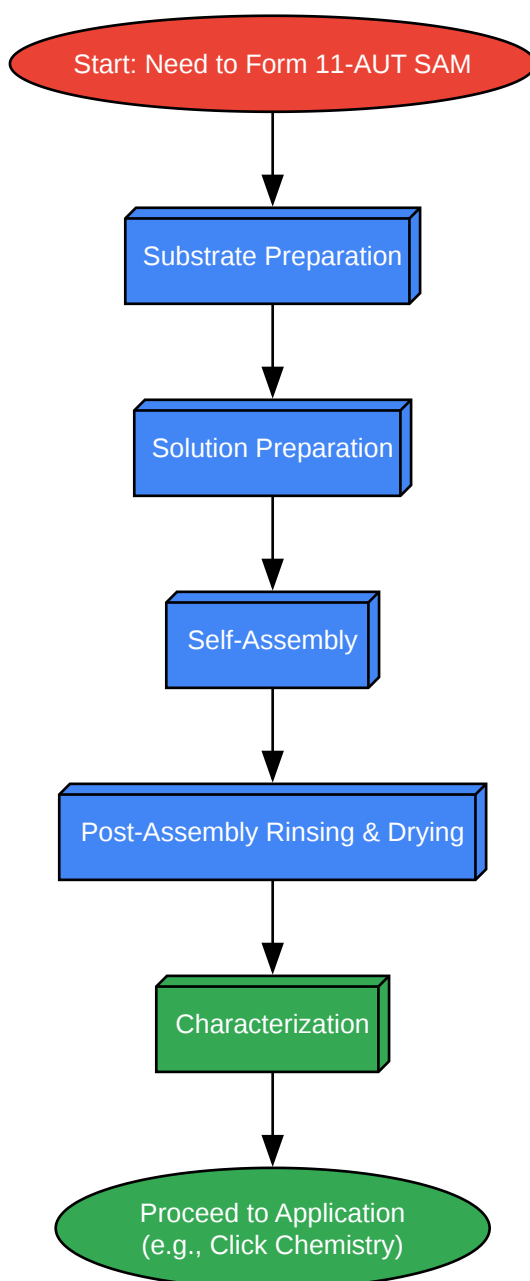 Start: Need to Form 11-AUT SAM
Substrate Preparation
Solution Preparation
Self-Assembly
Post-Assembly Rinsing & Drying
Characterization
Proceed to Application
(e.g., Click Chemistry)